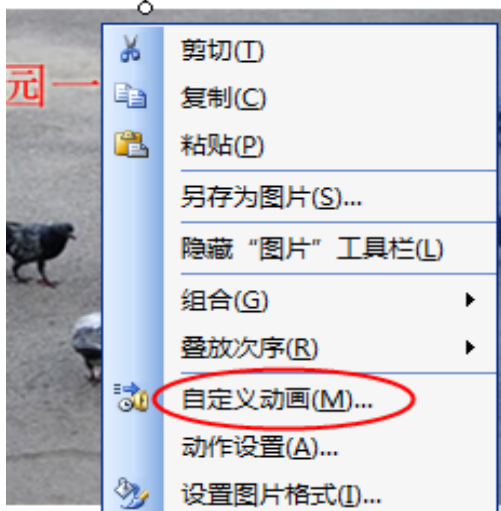 元一
剪切(T)
复制(C)
粘贴(P)
另存为图片(S)...
隐藏“图片”工具栏(L)
组合(G)
叠放次序(R)
自定义动画(M)...
动作设置(A)...
设置图片格式(I)...